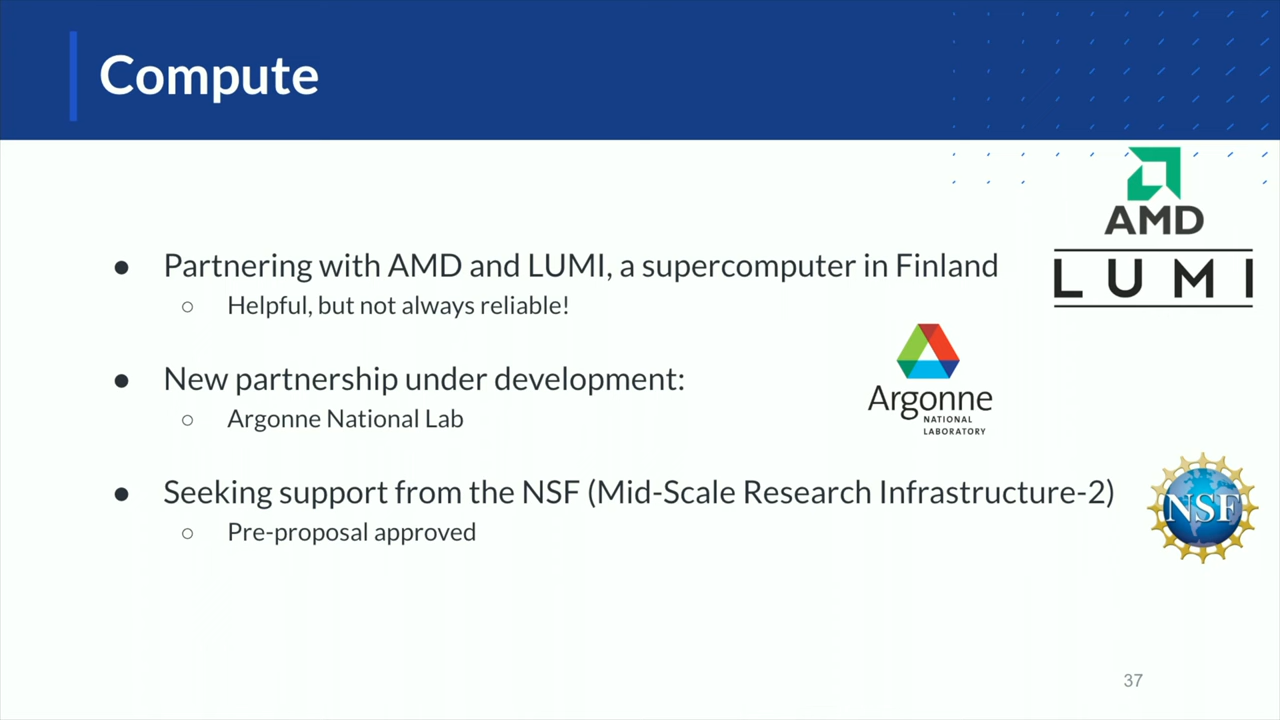 Compute
AMD
LUMI
● Partnering with AMD and LUMI, a supercomputer in Finland
○ Helpful, but not always reliable!
● New partnership under development:
○ Argonne National Lab
Argonne
NATIONAL
LABORATORY
● Seeking support from the NSF (Mid-Scale Research Infrastructure-2)
○ Pre-proposal approved
NSF
37